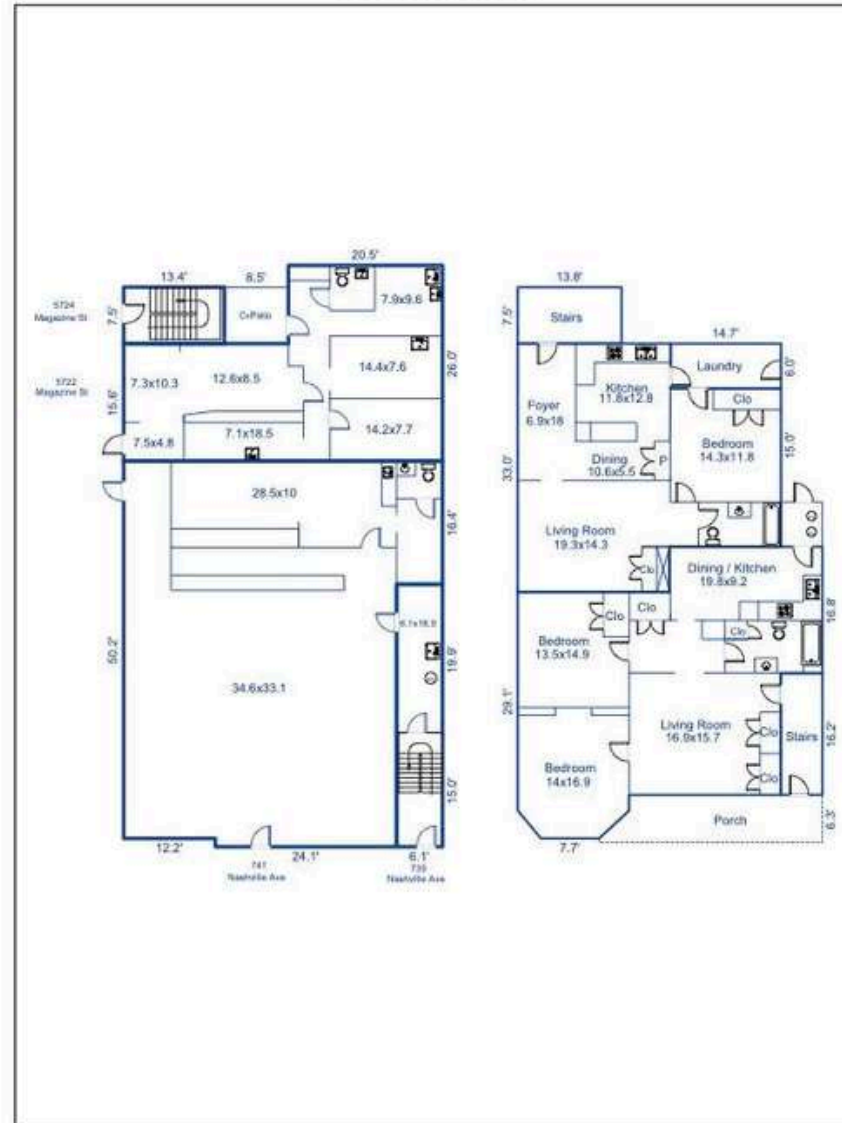 20.5'
13.4'
8.5'
5724
Magazine St
7.5'
Cv Patio
7.9x9.6
26.0'
5722
Magazine St
15.6'
7.3x10.3
12.6x8.5
14.4x7.6
7.5x4.8
7.1x18.5
14.2x7.7
28.5x10
16.4'
50.2'
19.9'
34.6x33.1
15.0'
12.2'
24.1'
6.1'
741
Nashville Ave
739
Nashville Ave
13.8'
7.5'
Stairs
14.7'
Laundry
6.0'
Kitchen
11.8x12.8
Clo
Foyer
6.9x18
Bedroom
14.3x11.8
15.0'
33.0'
Dining
10.6x5.5
P
Living Room
19.3x14.3
Clo
Dining / Kitchen
19.8x9.2
16.8'
Clo
Clo
Clo
Bedroom
13.5x14.9
29.1'
Living Room
16.9x15.7
Clo
Stairs
16.2'
Bedroom
14x16.9
Clo
Porch
6.3'
7.7'